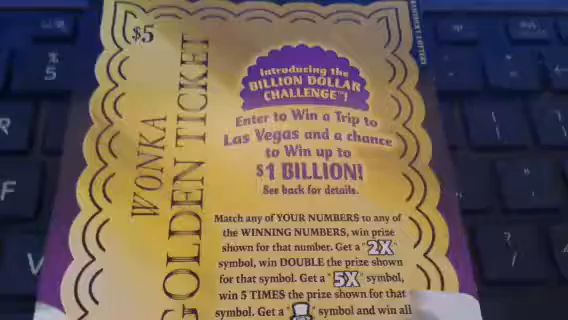 $5
WONKA
GOLDEN TICKET
Introducing the
BILLION DOLLAR
CHALLENGE™!
Enter to Win a Trip to
Las Vegas and a chance
to Win up to
$1 BILLION!
See back for details.
Match any of YOUR NUMBERS to any of
the WINNING NUMBERS, win prize
shown for that number. Get a "2X"
symbol, win DOUBLE the prize shown
for that symbol. Get a "5X" symbol,
win 5 TIMES the prize shown for that
symbol. Get a " " symbol and win all
$
5
R
F
V